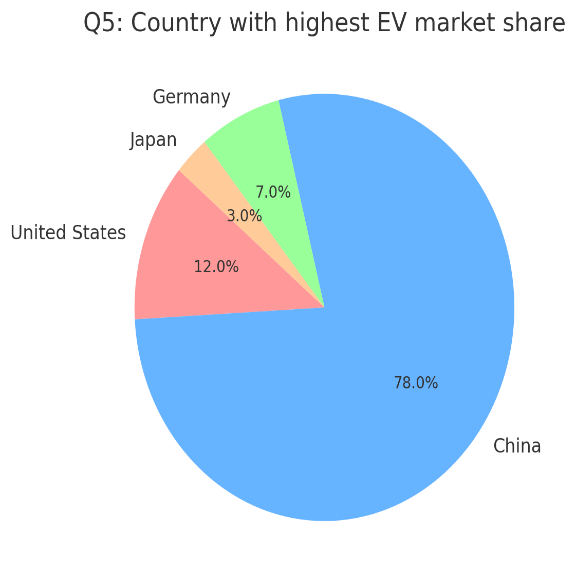 Q5: Country with highest EV market share
Germany
Japan
7.0%
3.0%
United States
12.0%
78.0%
China